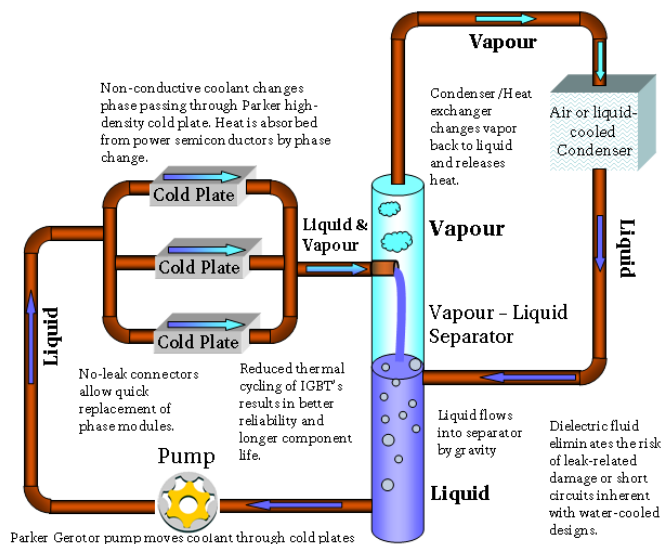 Vapour
Non-conductive coolant changes
phase passing through Parker high-
density cold plate. Heat is absorbed
from power semiconductors by phase
change.
Condenser/Heat
exchanger
changes vapor
back to liquid
and releases
heat.
Air or liquid-
cooled
Condenser
Cold Plate
Cold Plate
Cold Plate
Liquid &
Vapour
Vapour
Liquid
Liquid
Vapour – Liquid
Separator
No-leak connectors
allow quick
replacement of
phase modules.
Reduced thermal
cycling of IGBT's
results in better
reliability and
longer component
life.
Liquid flows
into separator
by gravity
Dielectric fluid
eliminates the risk
of leak-related
damage or short
circuits inherent
with water-cooled
designs.
Pump
Liquid
Parker Gerotor pump moves coolant through cold plates